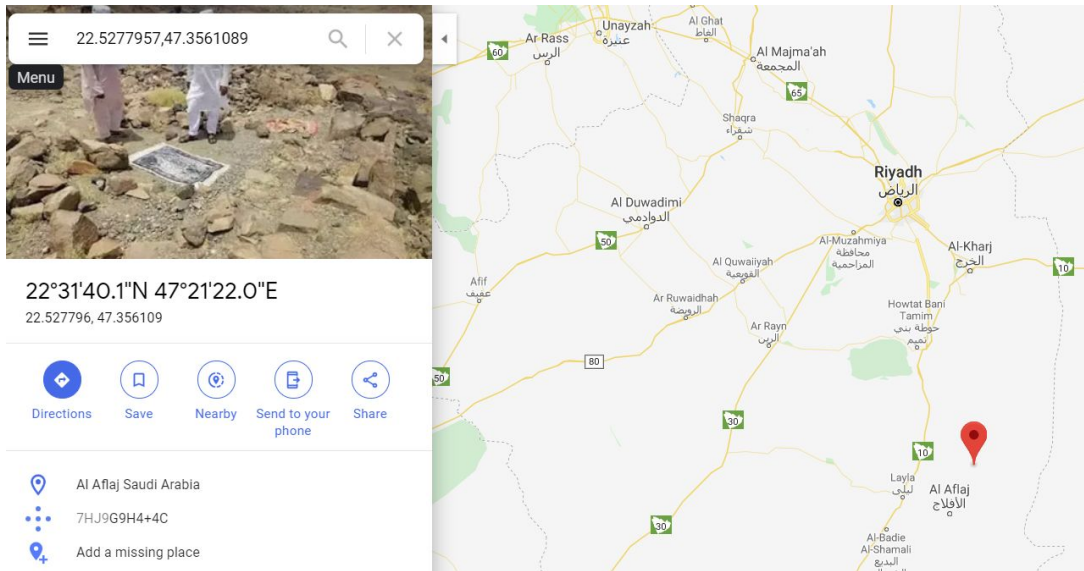 22.5277957,47.3561089
Menu
22°31'40.1"N 47°21'22.0"E
22.527796, 47.356109
Directions
Save
Nearby
Send to your
phone
Share
Al Aflaj Saudi Arabia
7HJ9G9H4+4C
Add a missing place
Unayzah
عنيزة
Al Ghat
الغاط
Ar Rass
الرس
60
Al Majma'ah
المجمعة
65
Shaqra
شقراء
Riyadh
الرياض
Al Duwadimi
الدوادمي
50
Al-Muzahmiya
محافظة
المزاحمية
Al-Kharj
الخرج
10
Al Quwaiiyah
القويعية
Afif
عفيف
Ar Ruwaidhah
الرويضة
Howtat Bani
Tamim
حوطة بني
تميم
Ar Rayn
الرين
80
50
30
10
Layla
ليلى
Al Aflaj
الأفلاج
30
Al-Badie
Al-Shamali
البديع